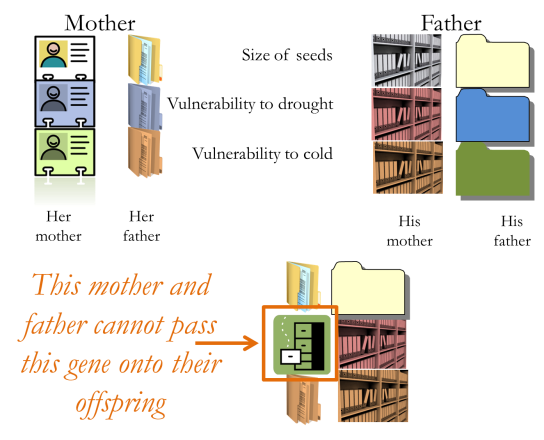 Mother
Father
Size of seeds
Vulnerability to drought
Vulnerability to cold
Her
mother
Her
father
His
mother
His
father
This mother and
father cannot pass
this gene onto their
offspring